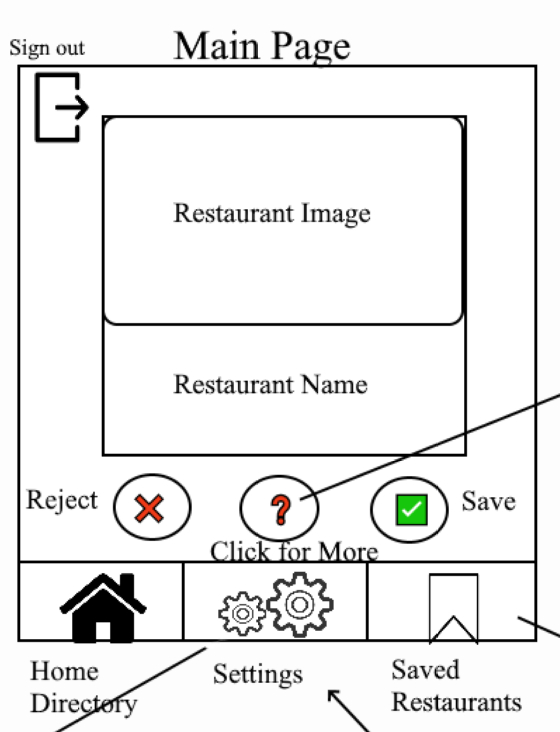 Sign out
Main Page
Restaurant Image
Restaurant Name
Reject
?
Save
Click for More
Home
Directory
Settings
Saved
Restaurants